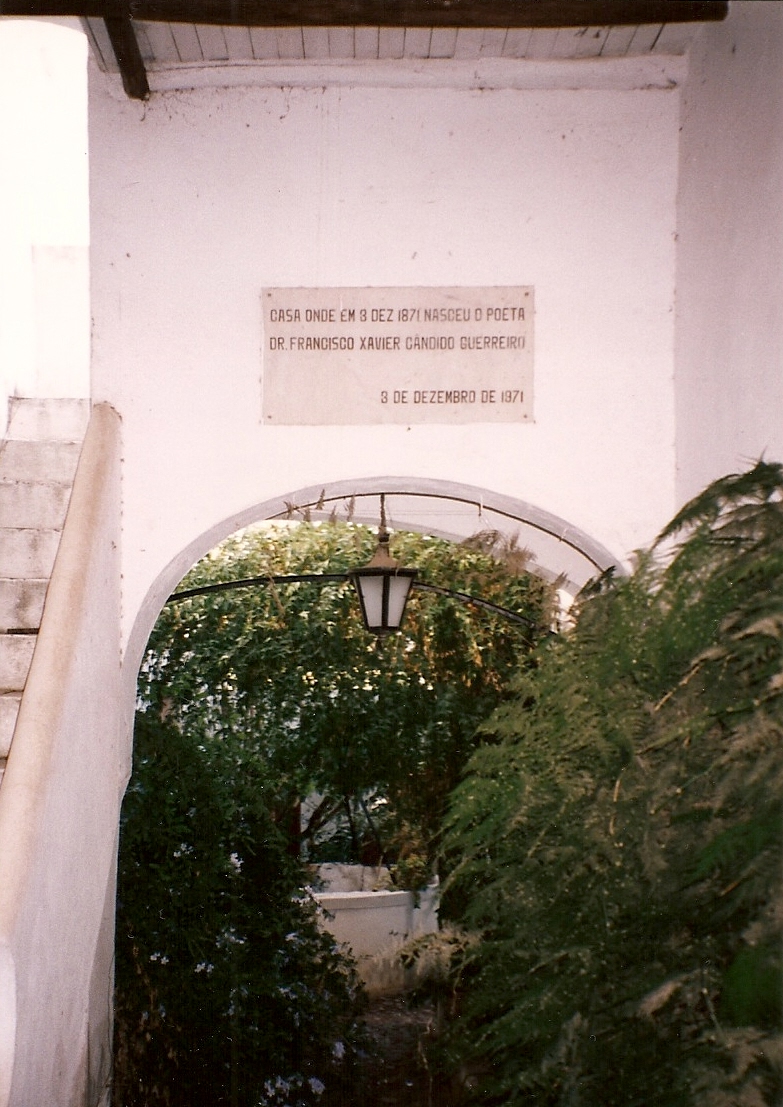 CASA ONDE EM 3 DEZ 1871 NASCEU O POETA
DR. FRANCISCO XAVIER CÂNDIDO GUERREIRO
3 DE DEZEMBRO DE 1971